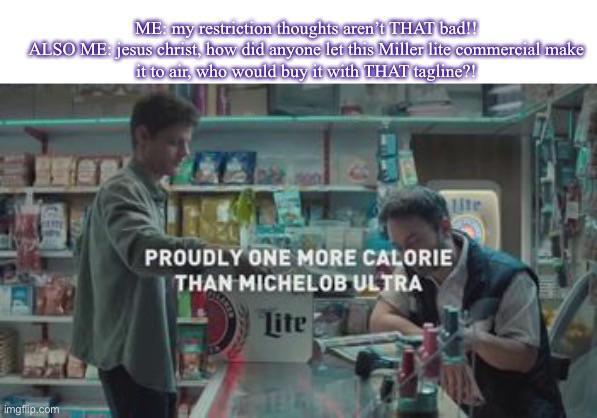 ME: my restriction thoughts aren't THAT bad!!
ALSO ME: jesus christ, how did anyone let this Miller lite commercial make
it to air, who would buy it with THAT tagline?!
lite
PROUDLY ONE MORE CALORIE
THAN MICHELOB ULTRA
Lite
imgflip.com